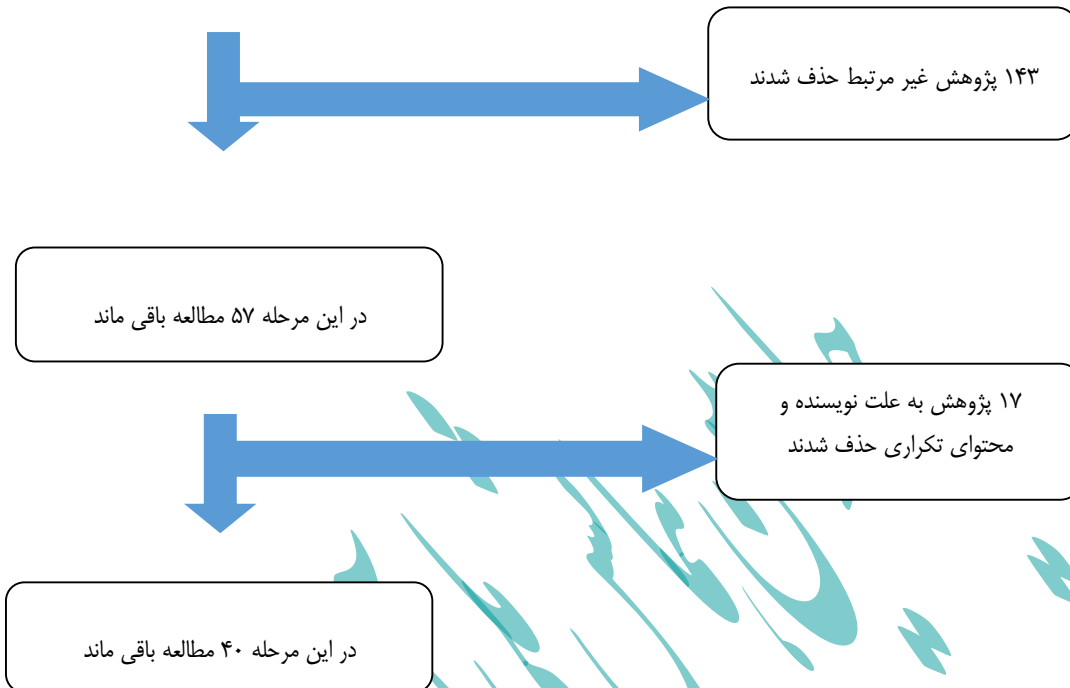 ۱۴۳ پژوهش غیر مرتبط حذف شدند
در این مرحله ۵۷ مطالعه باقی ماند
۱۷ پژوهش به علت نویسنده و
محتوای تکراری حذف شدند
در این مرحله ۴۰ مطالعه باقی ماند